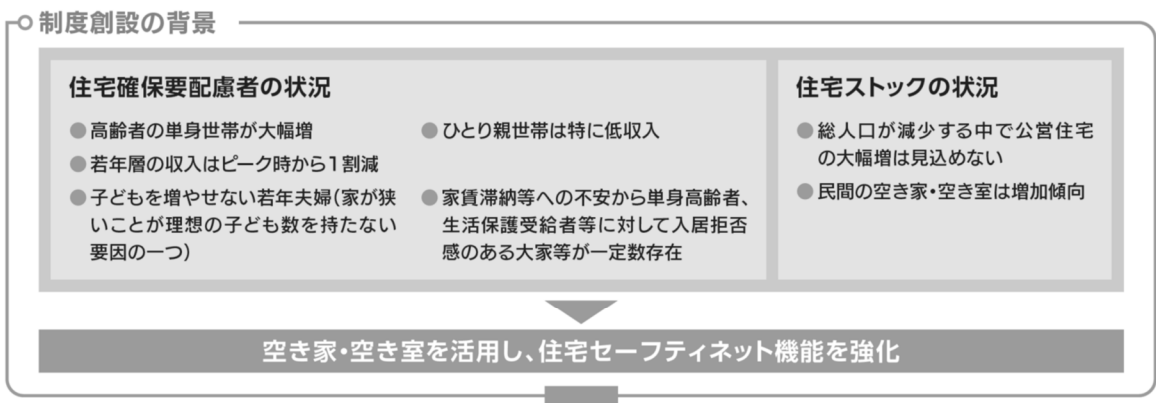 制度創設の背景
住宅確保要配慮者の状況
●高齢者の単身世帯が大幅増
●若年層の収入はピーク時から1割減
●子どもを増やせない若年夫婦（家が狭
いことが理想の子ども数を持たない
要因の一つ）
●ひとり親世帯は特に低収入
●家賃滞納等への不安から単身高齢者、
生活保護受給者等に対して入居拒否
感のある大家等が一定数存在
住宅ストックの状況
●総人口が減少する中で公営住宅
の大幅増は見込めない
●民間の空き家・空き室は増加傾向
空き家・空き室を活用し、住宅セーフティネット機能を強化